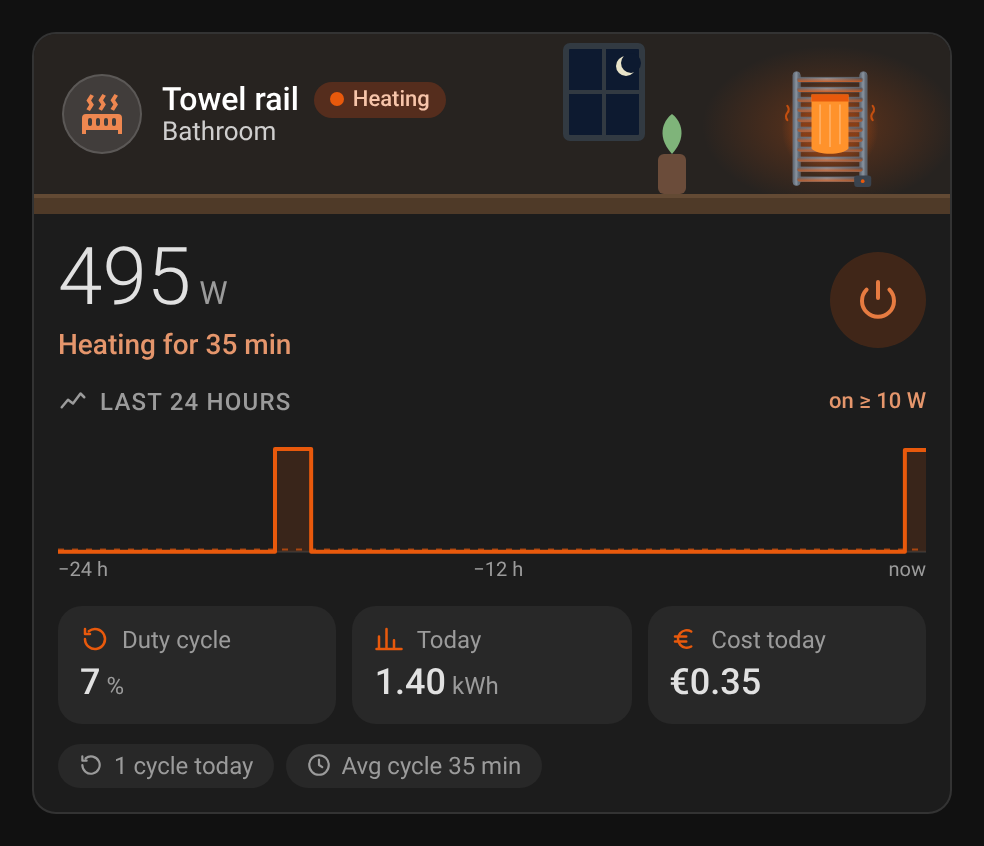 Towel rail
Heating
Bathroom
495 W
Heating for 35 min
LAST 24 HOURS
on ≥ 10 W
−24 h
−12 h
now
Duty cycle
7 %
Today
1.40 kWh
Cost today
€0.35
1 cycle today
Avg cycle 35 min